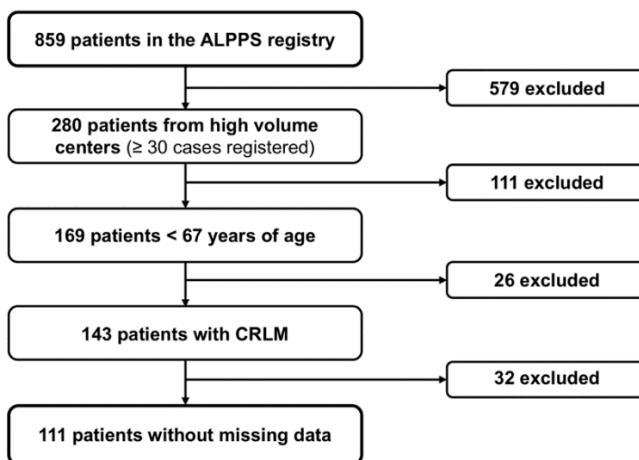 859 patients in the ALPPS registry
579 excluded
280 patients from high volume
centers (≥ 30 cases registered)
111 excluded
169 patients < 67 years of age
26 excluded
143 patients with CRLM
32 excluded
111 patients without missing data